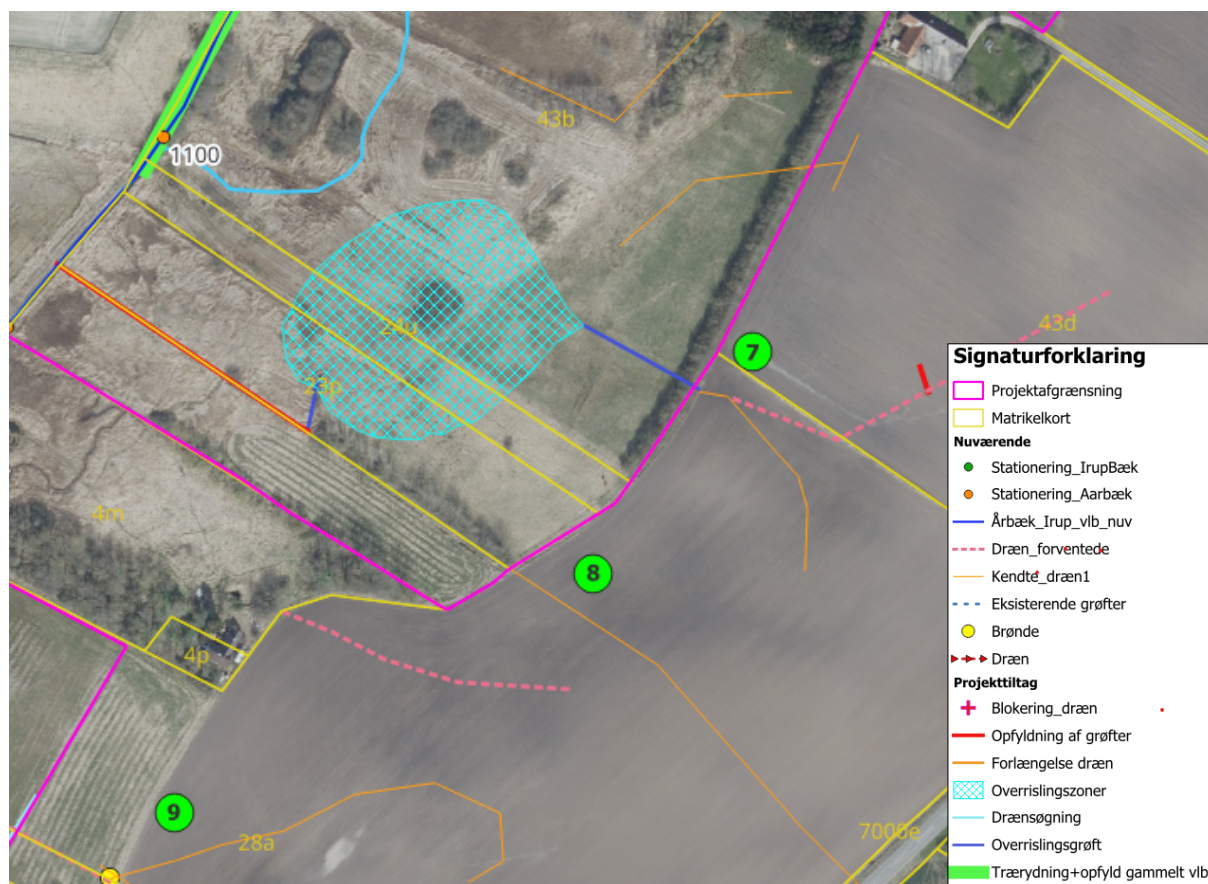 43b
1100
24u
23p
7
43d
4m
8
4p
9
28a
7000e
Signaturforklaring
Projektafgrænsning
Matrikelkort
Nuværende
Stationering_IrupBæk
Stationering_Aarbæk
Årbæk_Irup_vlb_nuv
Dræn_forventede
Kendte_dræn1
Eksisterende grøfter
Brønde
Dræn
Projekttiltag
Blokering_dræn
Opfyldning af grøfter
Forlængelse dræn
Overrislingszoner
Drænsøgning
Overrislingsgrøft
Trærydning+opfyld gammelt vlb